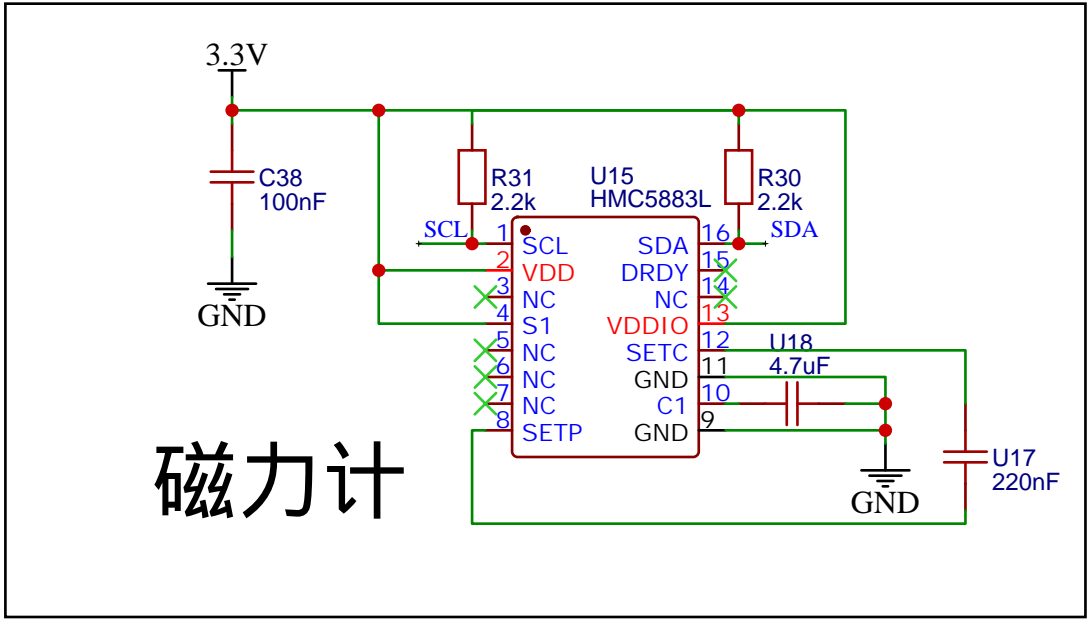 3.3V
C38
100nF
GND
R31
2.2k
U15
HMC5883L
R30
2.2k
SCL
SDA
1
SCL
2
VDD
3
NC
4
S1
5
NC
6
NC
7
NC
8
SETP
16
SDA
15
DRDY
14
NC
13
VDDIO
12
SETC
11
GND
10
C1
9
GND
U18
4.7uF
GND
U17
220nF
磁力计